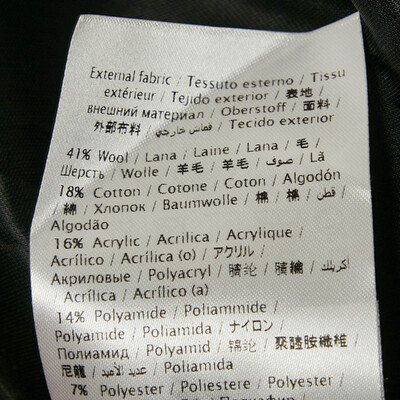 External fabric / Tessuto esterno / Tissu
extérieur / Tejido exterior / 表地 /
внешний материал / Oberstoff / 面料 /
外部布料 / قماش خارجي / Tecido exterior
41% Wool / Lana / Laine / Lana / 毛 /
Шерсть / Wolle / 羊毛 / 羊毛 / صوف / Lã
18% Cotton / Cotone / Coton / Algodón
/ 綿 / Хлопок / Baumwolle / 棉 / 棉 / قطن /
Algodão
16% Acrylic / Acrilica / Acrylique /
Acrílico / Acrílica (o) / アクリル /
Акриловые / Polyacryl / 腈纶 / 腈纶 / أكريلك
/ Acrílica / Acrílico (a)
14% Polyamide / Poliammide /
Polyamide / Poliamida / ナイロン /
Полиамид / Polyamid / 锦纶 / 聚醯胺纖維 /
尼龍 / عديد الأميد / Poliamida
7% Polyester / Poliestere / Polyester /